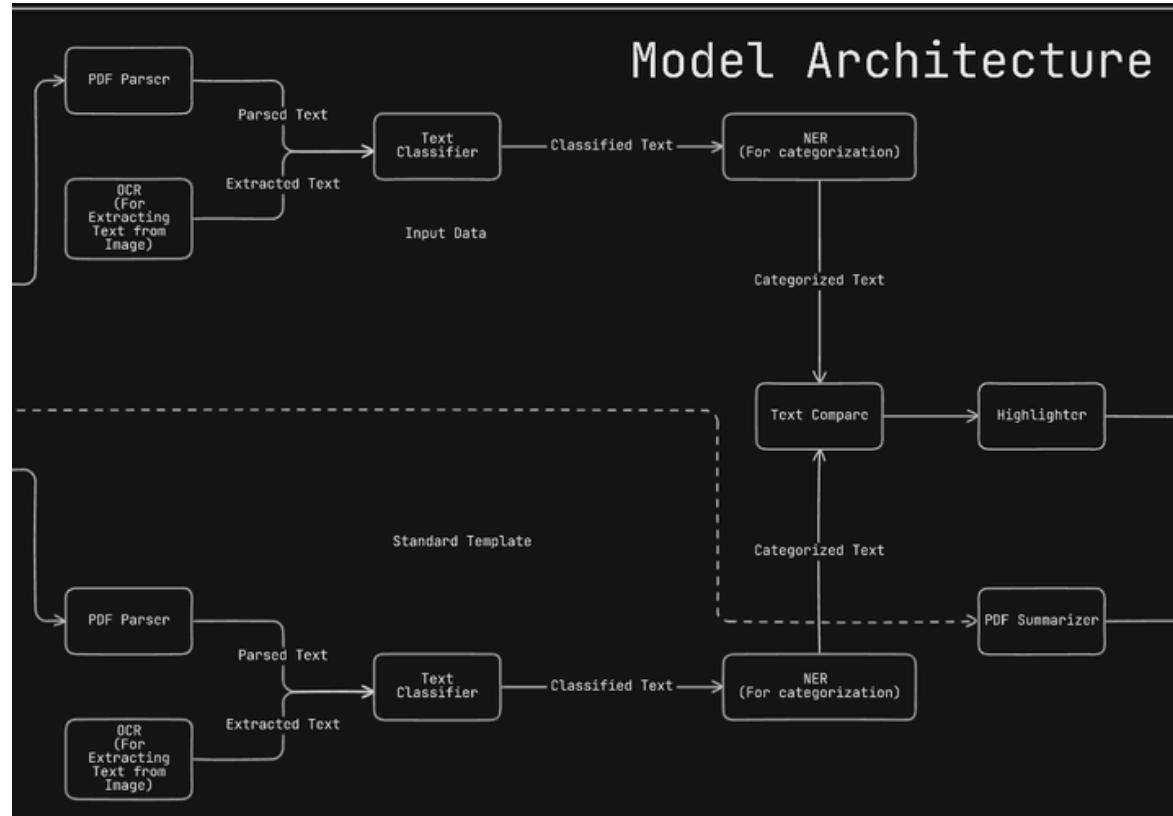 Model Architecture
PDF Parser
Parsed Text
Text
Classifier
Classified Text
NER
(For categorization)
OCR
(For
Extracting
Text from
Image)
Extracted Text
Input Data
Categorized Text
Text Compare
Highlighter
Standard Template
Categorized Text
PDF Parser
Parsed Text
PDF Summarizer
Text
Classifier
Classified Text
NER
(For categorization)
OCR
(For
Extracting
Text from
Image)
Extracted Text